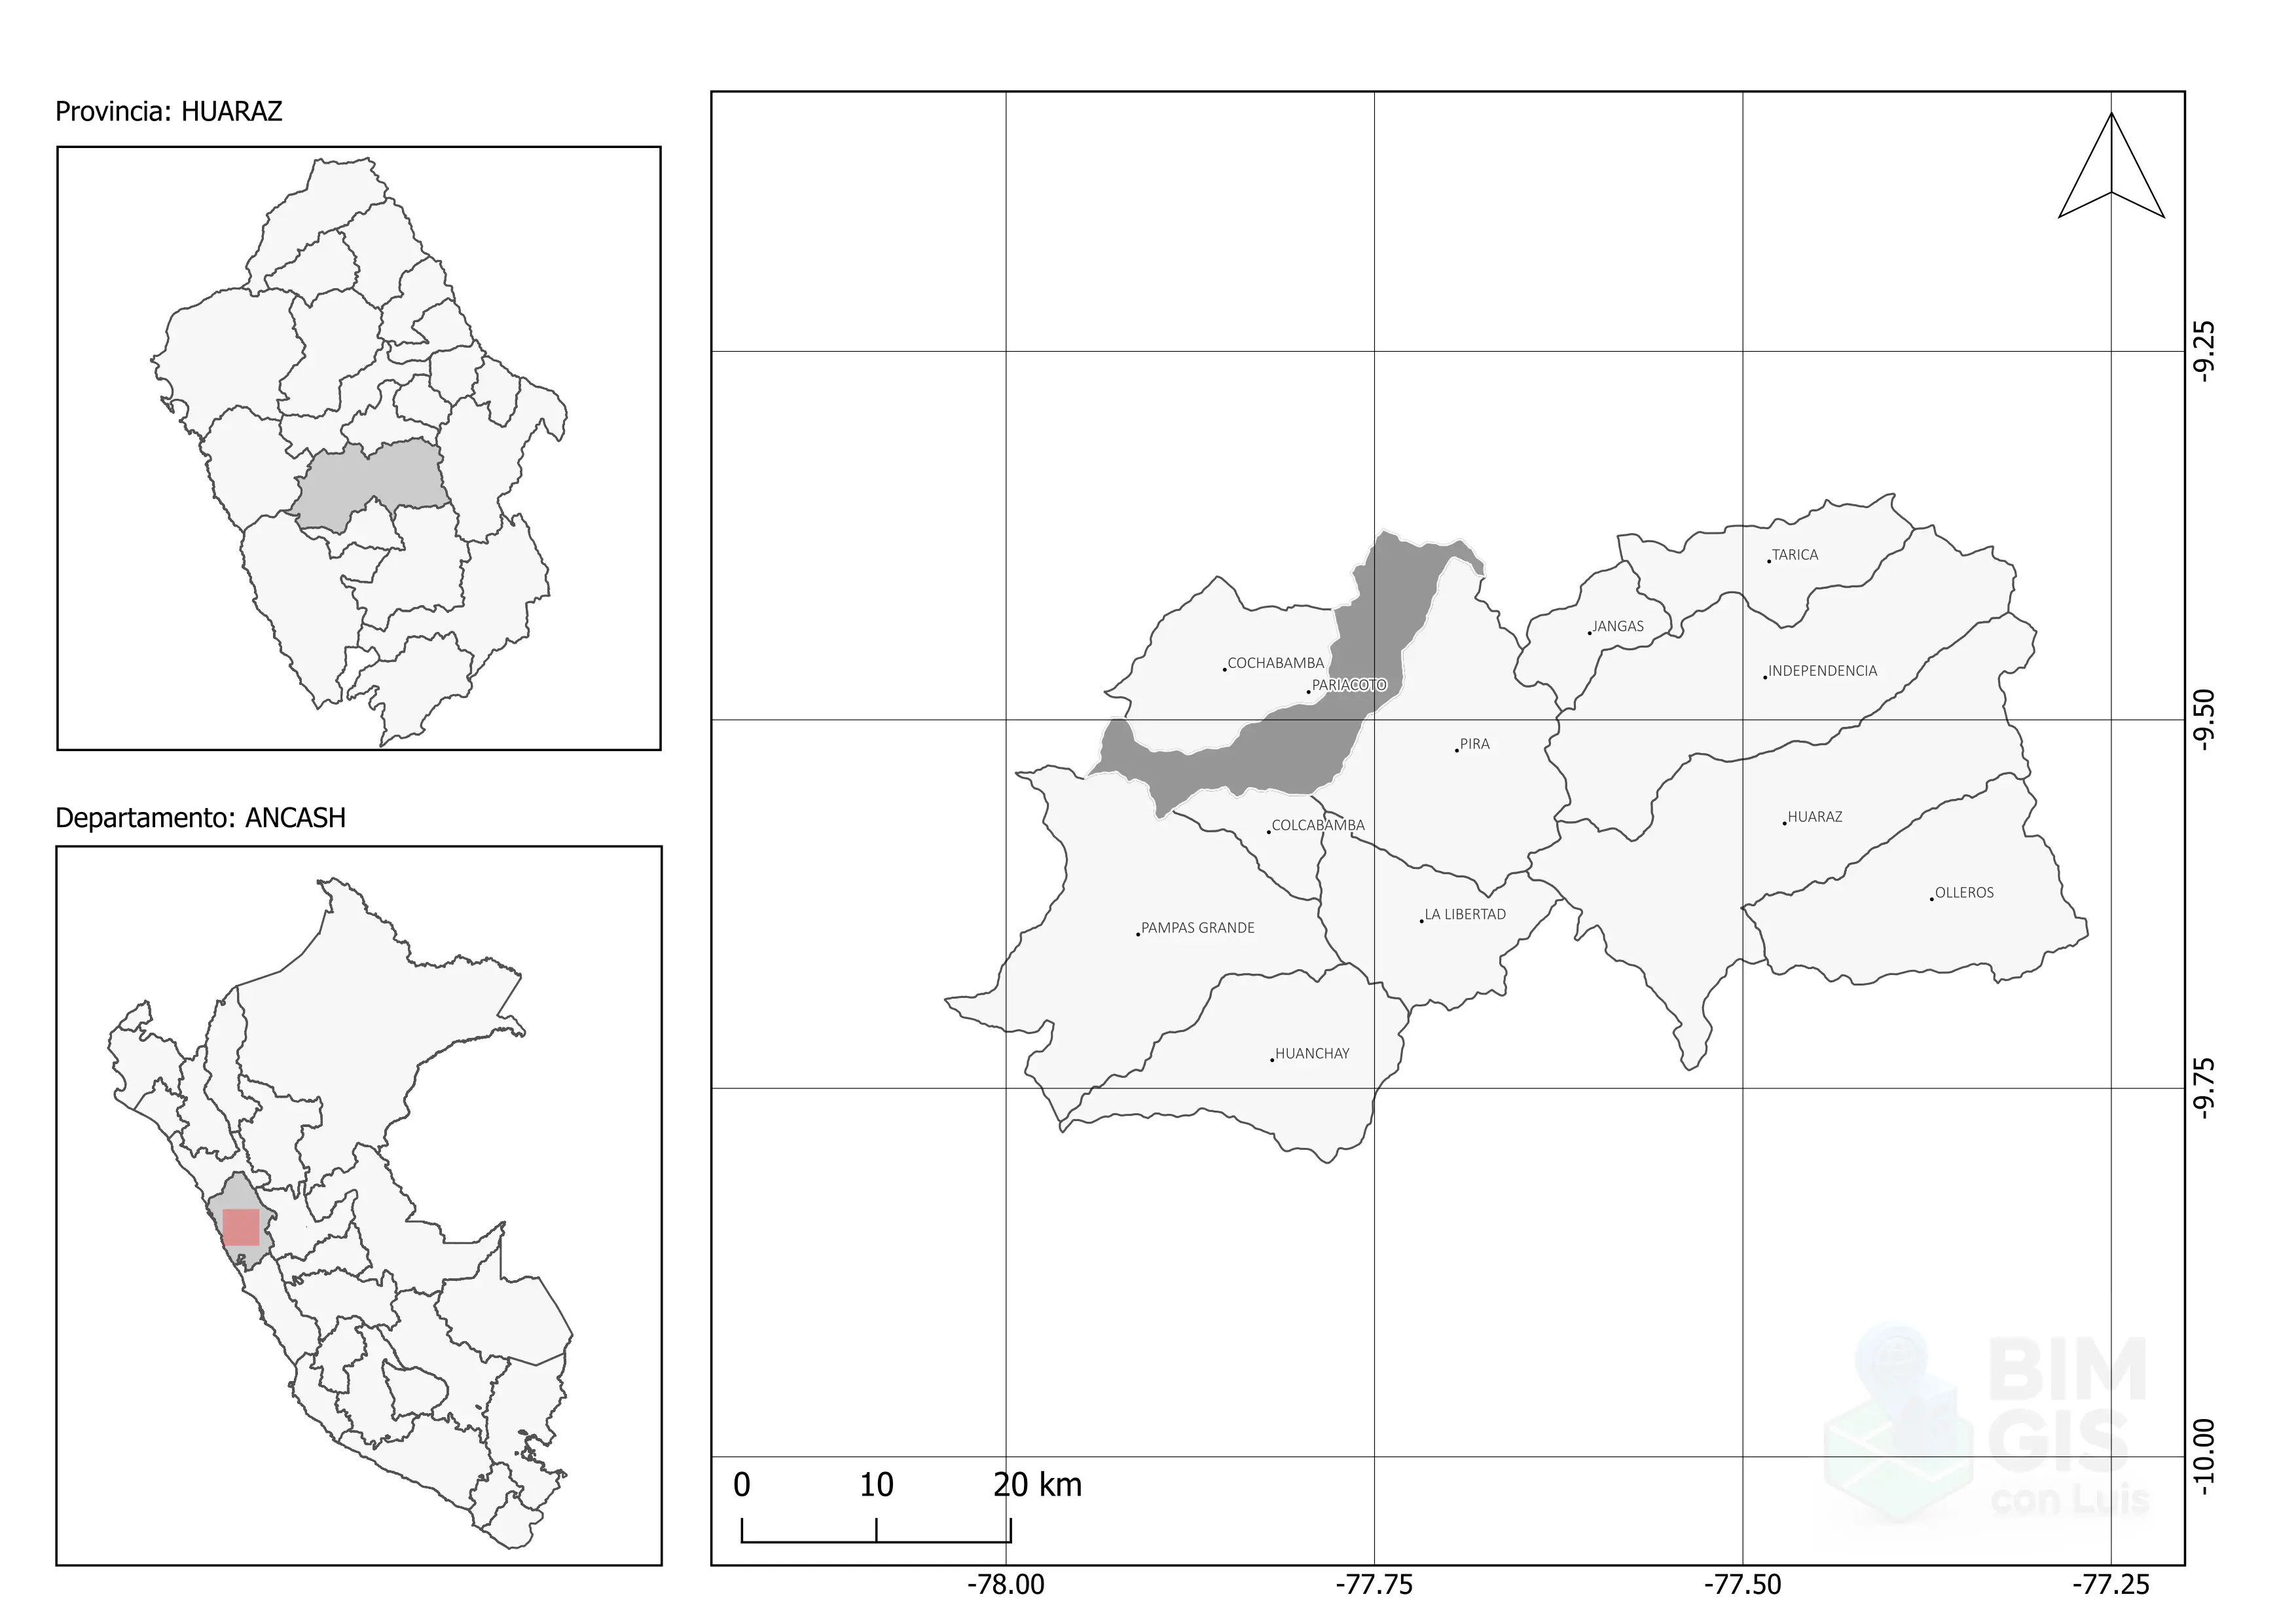 Provincia: HUARAZ
Departamento: ANCASH
TARICA
JANGAS
COCHABAMBA
INDEPENDENCIA
PARIACOTO
PIRA
HUARAZ
COLCABAMBA
OLLEROS
LA LIBERTAD
PAMPAS GRANDE
HUANCHAY
-9.25
-9.50
-9.75
-10.00
0 10 20 km
-78.00 -77.75 -77.50 -77.25
BIM
GIS
con Luis